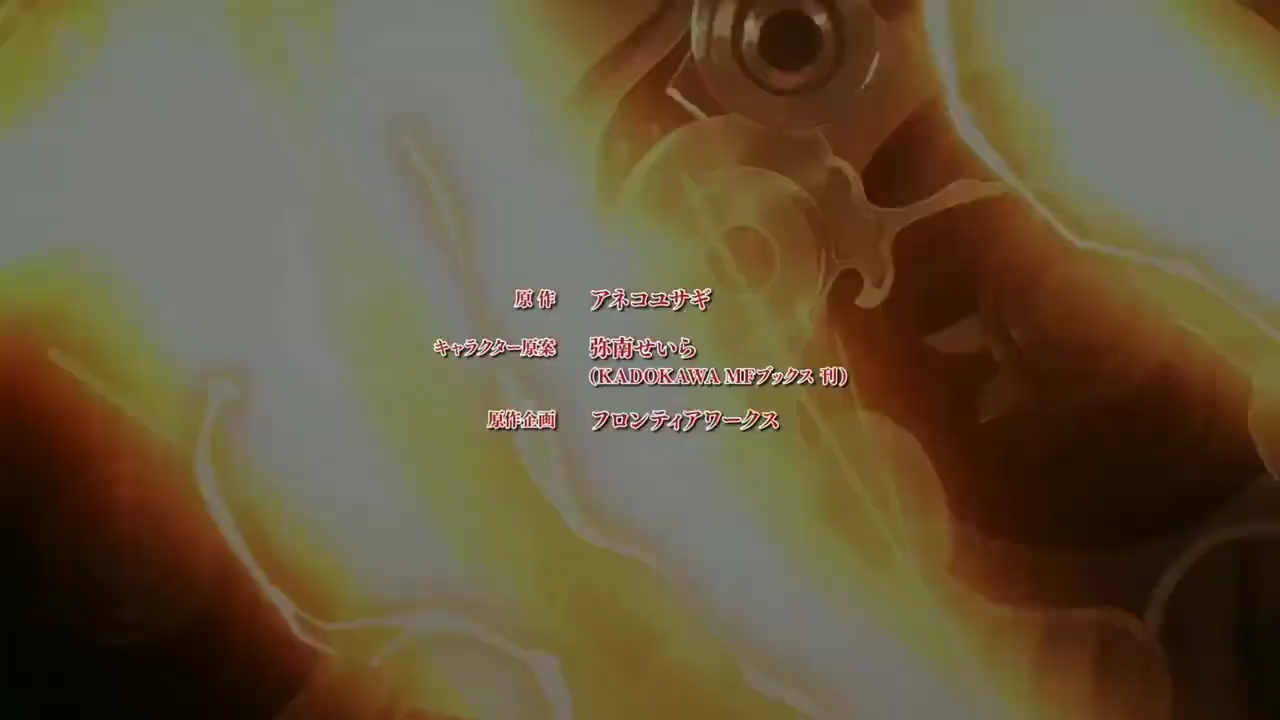 原作 アネコユサギ
キャラクター原案 弥南せいら
(KADOKAWA MFブックス 刊)
原作企画 フロンティアワークス